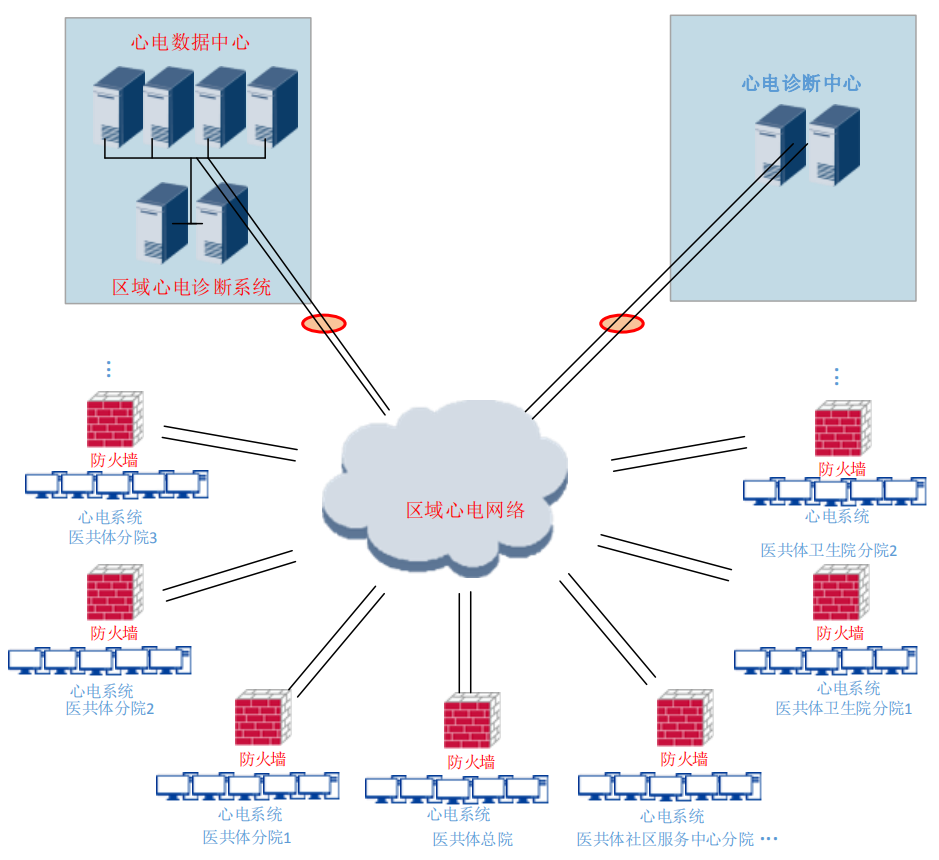 心电数据中心
心电诊断中心
区域心电诊断系统
⋮
⋮
防火墙
防火墙
区域心电网络
心电系统
医共体分院3
心电系统
医共体卫生院分院2
防火墙
防火墙
心电系统
医共体分院2
心电系统
医共体卫生院分院1
防火墙
防火墙
防火墙
心电系统
医共体分院1
心电系统
医共体总院
心电系统
医共体社区服务中心分院 ···